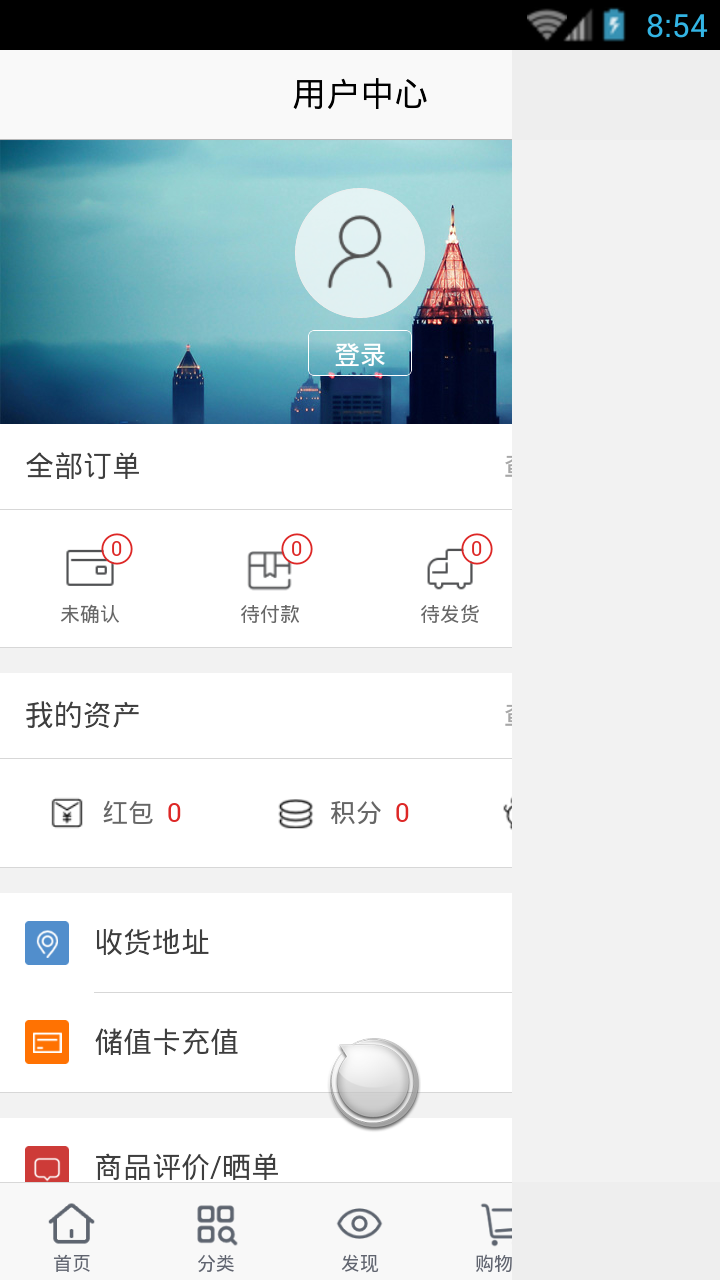 8:54
用户中心
登录
全部订单
0 0 0
未确认 待付款 待发货
我的资产
红包 0 积分 0
收货地址
储值卡充值
商品评价/晒单
首页 分类 发现 购物